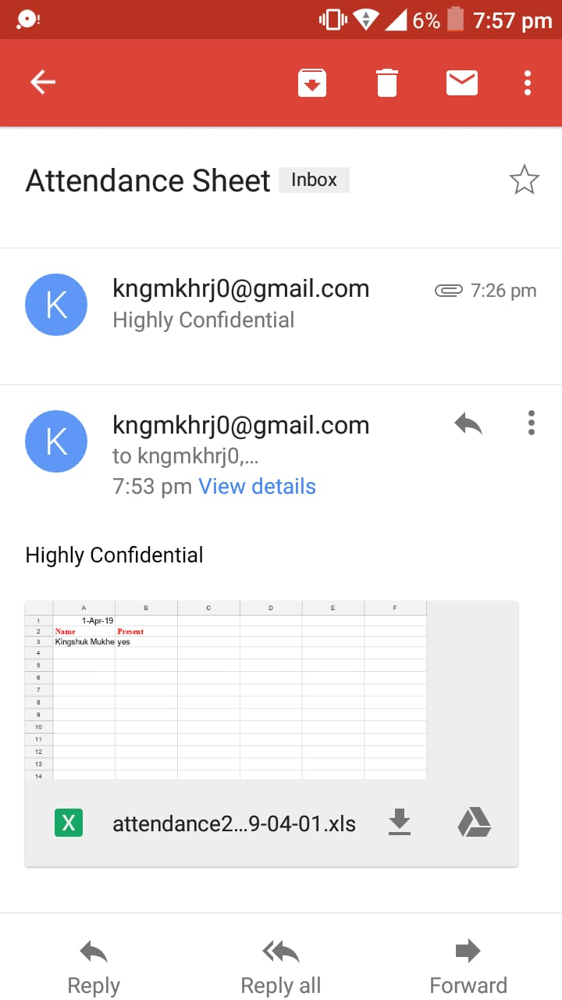 6% 7:57 pm
Attendance Sheet Inbox
K
kngmkhrj0@gmail.com 7:26 pm
Highly Confidential
K
kngmkhrj0@gmail.com
to kngmkhrj0,...
7:53 pm View details
Highly Confidential
A B C D E F
1 1-Apr-19
2 Name Present
3 Kingshuk Mukhe yes
4
5
6
7
8
9
10
11
12
13
14
X attendance2...9-04-01.xls
Reply Reply all Forward